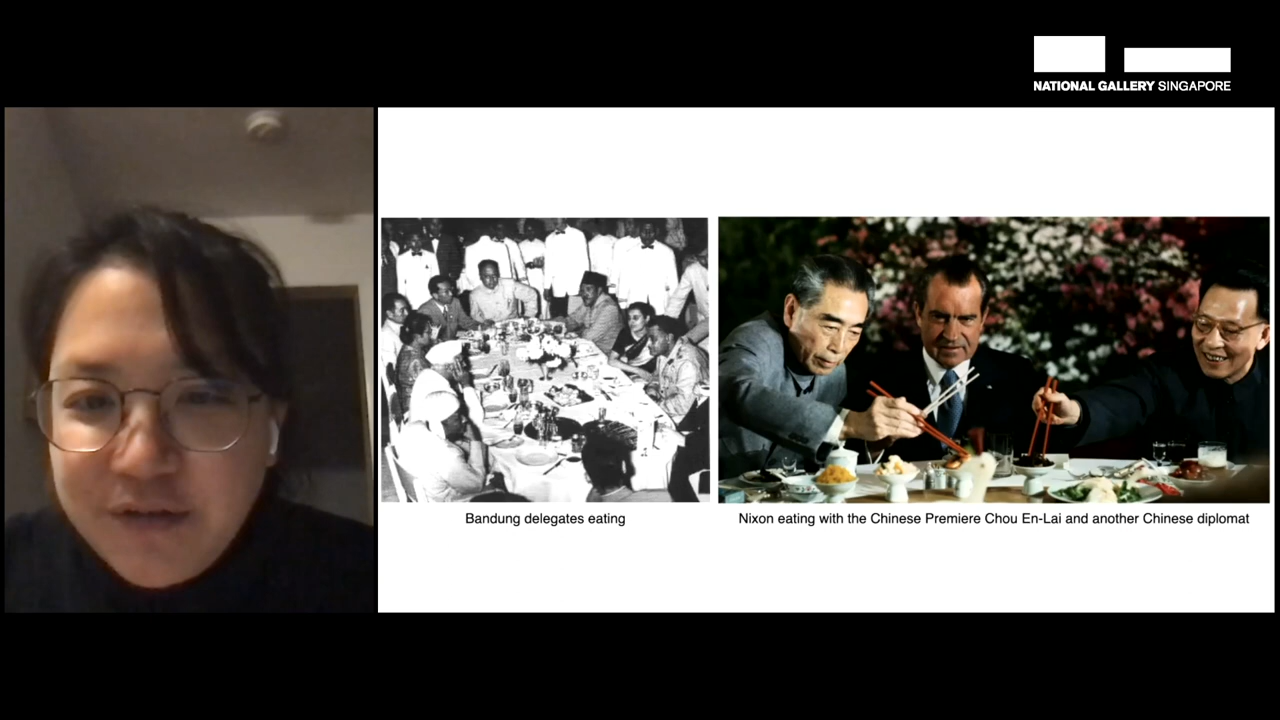 NATIONAL GALLERY SINGAPORE
Bandung delegates eating
Nixon eating with the Chinese Premiere Chou En-Lai and another Chinese diplomat